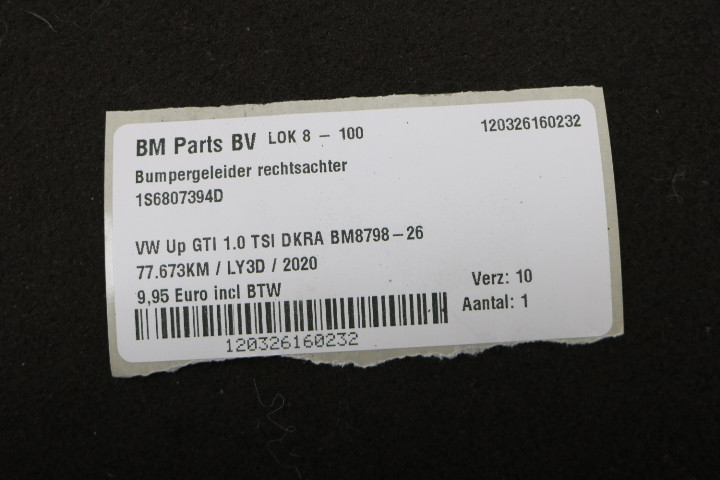 BM Parts BV LOK 8 – 100 120326160232
Bumpergeleider rechtsachter
1S6807394D
VW Up GTI 1.0 TSI DKRA BM8798–26
77.673KM / LY3D / 2020
9,95 Euro incl BTW
Verz: 10
Aantal: 1
120326160232